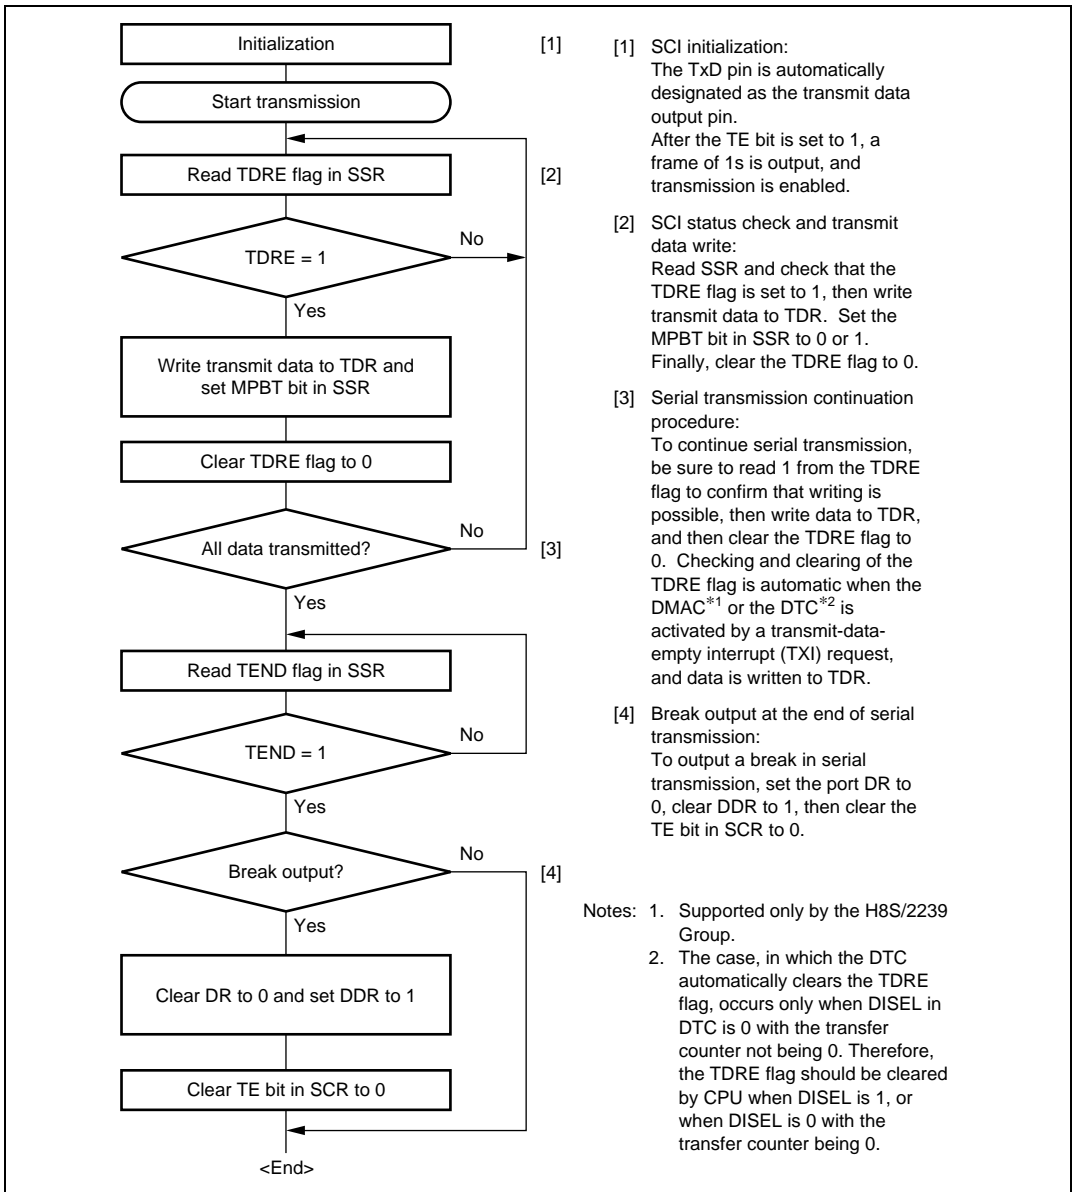 Initialization
[1]
Start transmission
Read TDRE flag in SSR
[2]
TDRE = 1
No
Yes
Write transmit data to TDR and
set MPBT bit in SSR
Clear TDRE flag to 0
All data transmitted?
No
[3]
Yes
Read TEND flag in SSR
TEND = 1
No
Yes
Break output?
No
[4]
Yes
Clear DR to 0 and set DDR to 1
Clear TE bit in SCR to 0
<End>
[1] SCI initialization:
The TxD pin is automatically
designated as the transmit data
output pin.
After the TE bit is set to 1, a
frame of 1s is output, and
transmission is enabled.
[2] SCI status check and transmit
data write:
Read SSR and check that the
TDRE flag is set to 1, then write
transmit data to TDR. Set the
MPBT bit in SSR to 0 or 1.
Finally, clear the TDRE flag to 0.
[3] Serial transmission continuation
procedure:
To continue serial transmission,
be sure to read 1 from the TDRE
flag to confirm that writing is
possible, then write data to TDR,
and then clear the TDRE flag to
0. Checking and clearing of the
TDRE flag is automatic when the
DMAC*1 or the DTC*2 is
activated by a transmit-data-
empty interrupt (TXI) request,
and data is written to TDR.
[4] Break output at the end of serial
transmission:
To output a break in serial
transmission, set the port DR to
0, clear DDR to 1, then clear the
TE bit in SCR to 0.
Notes: 1. Supported only by the H8S/2239
Group.
2. The case, in which the DTC
automatically clears the TDRE
flag, occurs only when DISEL in
DTC is 0 with the transfer
counter not being 0. Therefore,
the TDRE flag should be cleared
by CPU when DISEL is 1, or
when DISEL is 0 with the
transfer counter being 0.